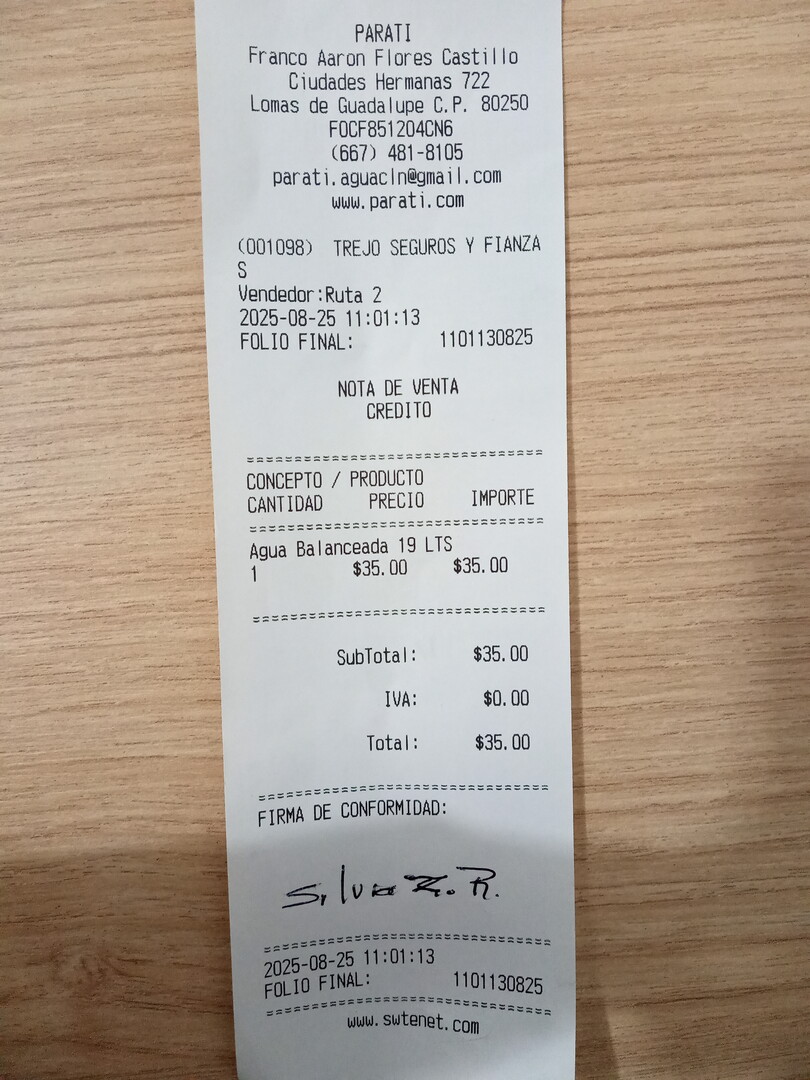 PARATI
Franco Aaron Flores Castillo
Ciudades Hermanas 722
Lomas de Guadalupe C.P. 80250
FOCF851204CN6
(667) 481-8105
parati.aguacln@gmail.com
www.parati.com
(001098) TREJO SEGUROS Y FIANZA
S
Vendedor:Ruta 2
2025-08-25 11:01:13
FOLIO FINAL: 1101130825
NOTA DE VENTA
CREDITO
CONCEPTO / PRODUCTO
CANTIDAD PRECIO IMPORTE
Agua Balanceada 19 LTS
1 $35.00 $35.00
SubTotal: $35.00
IVA: $0.00
Total: $35.00
FIRMA DE CONFORMIDAD:
Silvia Z. R.
2025-08-25 11:01:13
FOLIO FINAL: 1101130825
www.swtenet.com